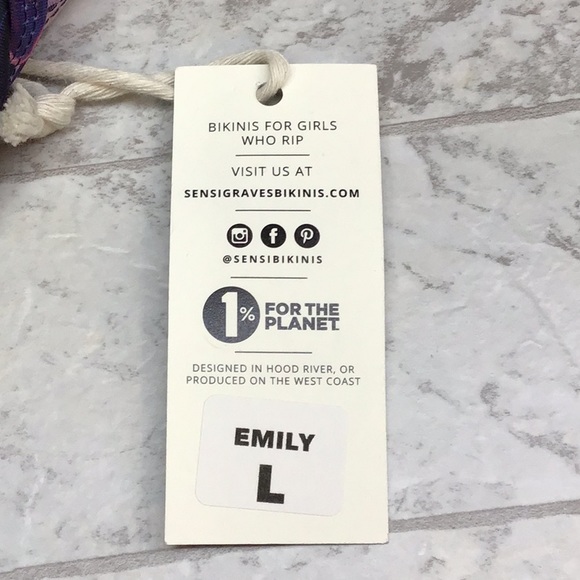 BIKINIS FOR GIRLS
WHO RIP
VISIT US AT
SENSIGRAVESBIKINIS.COM
@SENSIBIKINIS
1% FOR THE
PLANET.
DESIGNED IN HOOD RIVER, OR
PRODUCED ON THE WEST COAST
EMILY
L